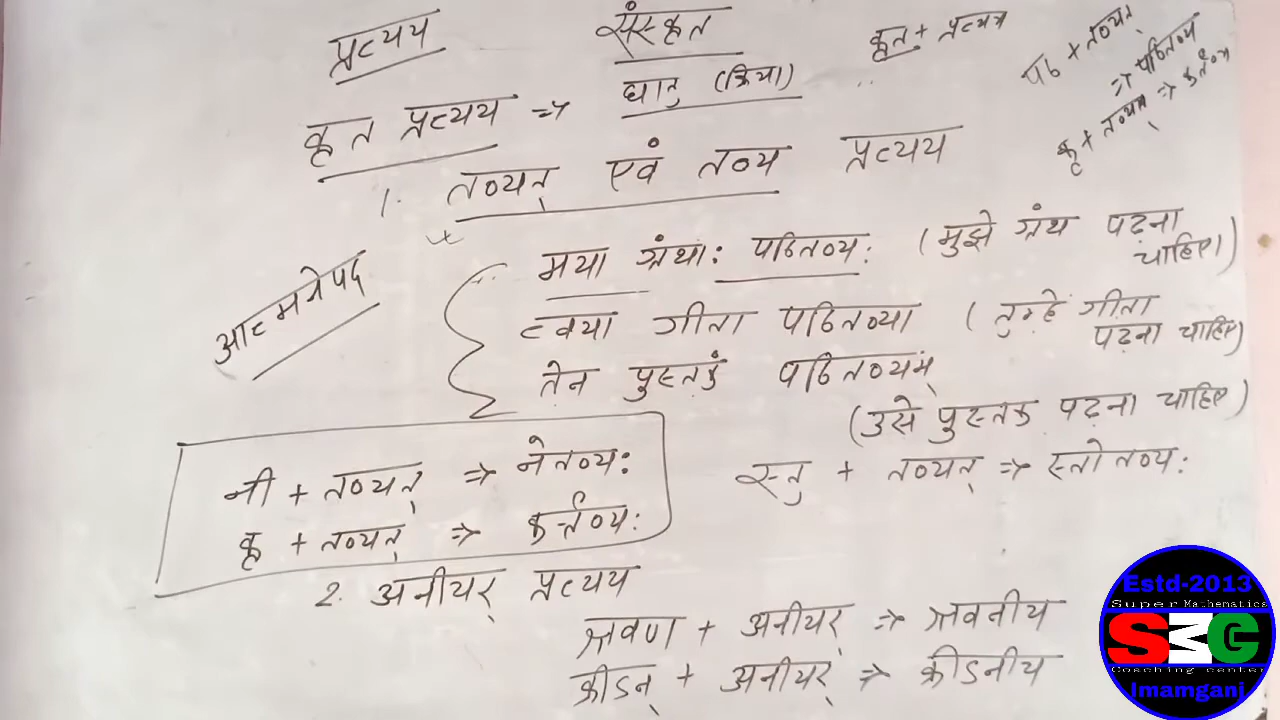 प्रत्यय
संस्कृत
कृत + प्रत्यय
पठ + तव्यत्
=> पठितव्य
कृ + तव्यत् => कर्तव्य
कृत प्रत्यय => धातु (क्रिया)
1. तव्यत् एवं तव्य प्रत्यय
आत्मनेपद
मया ग्रंथा: पठितव्य: (मुझे ग्रंथ पढ़ना चाहिए।)
त्वया गीता पठितव्या (तुम्हे गीता पढ़ना चाहिए)
तेन पुस्तकं पठितव्यम्
(उसे पुस्तक पढ़ना चाहिए)
नी + तव्यत् => नेतव्य:
स्तु + तव्यत् => स्तोतव्य:
कृ + तव्यत् => कर्त्तव्य:
2. अनीयर् प्रत्यय
श्रवण + अनीयर् => श्रवनीय
क्रीडन् + अनीयर् => क्रीडनीय
Estd-2013
Super Mathematics
SMG
Coaching center
Imamganj